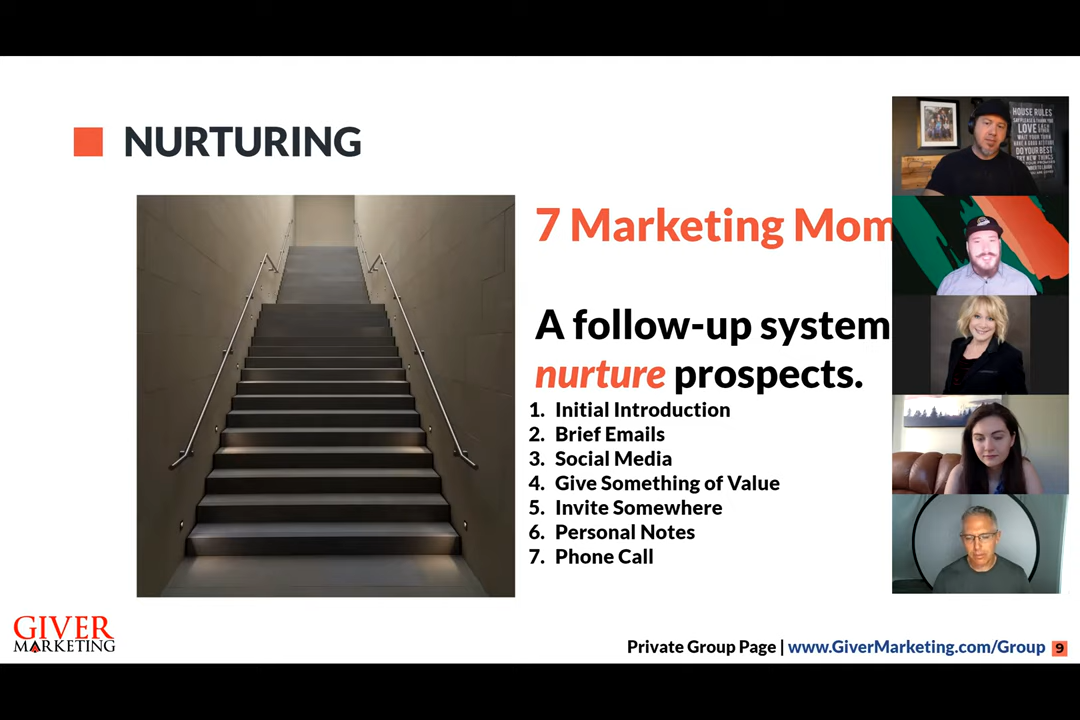 NURTURING
7 Marketing Mom
A follow-up system
nurture prospects.
1. Initial Introduction
2. Brief Emails
3. Social Media
4. Give Something of Value
5. Invite Somewhere
6. Personal Notes
7. Phone Call
HOUSE RULES
LOVE
DO YOUR BEST
GIVER
MARKETING
Private Group Page | www.GiverMarketing.com/Group 9